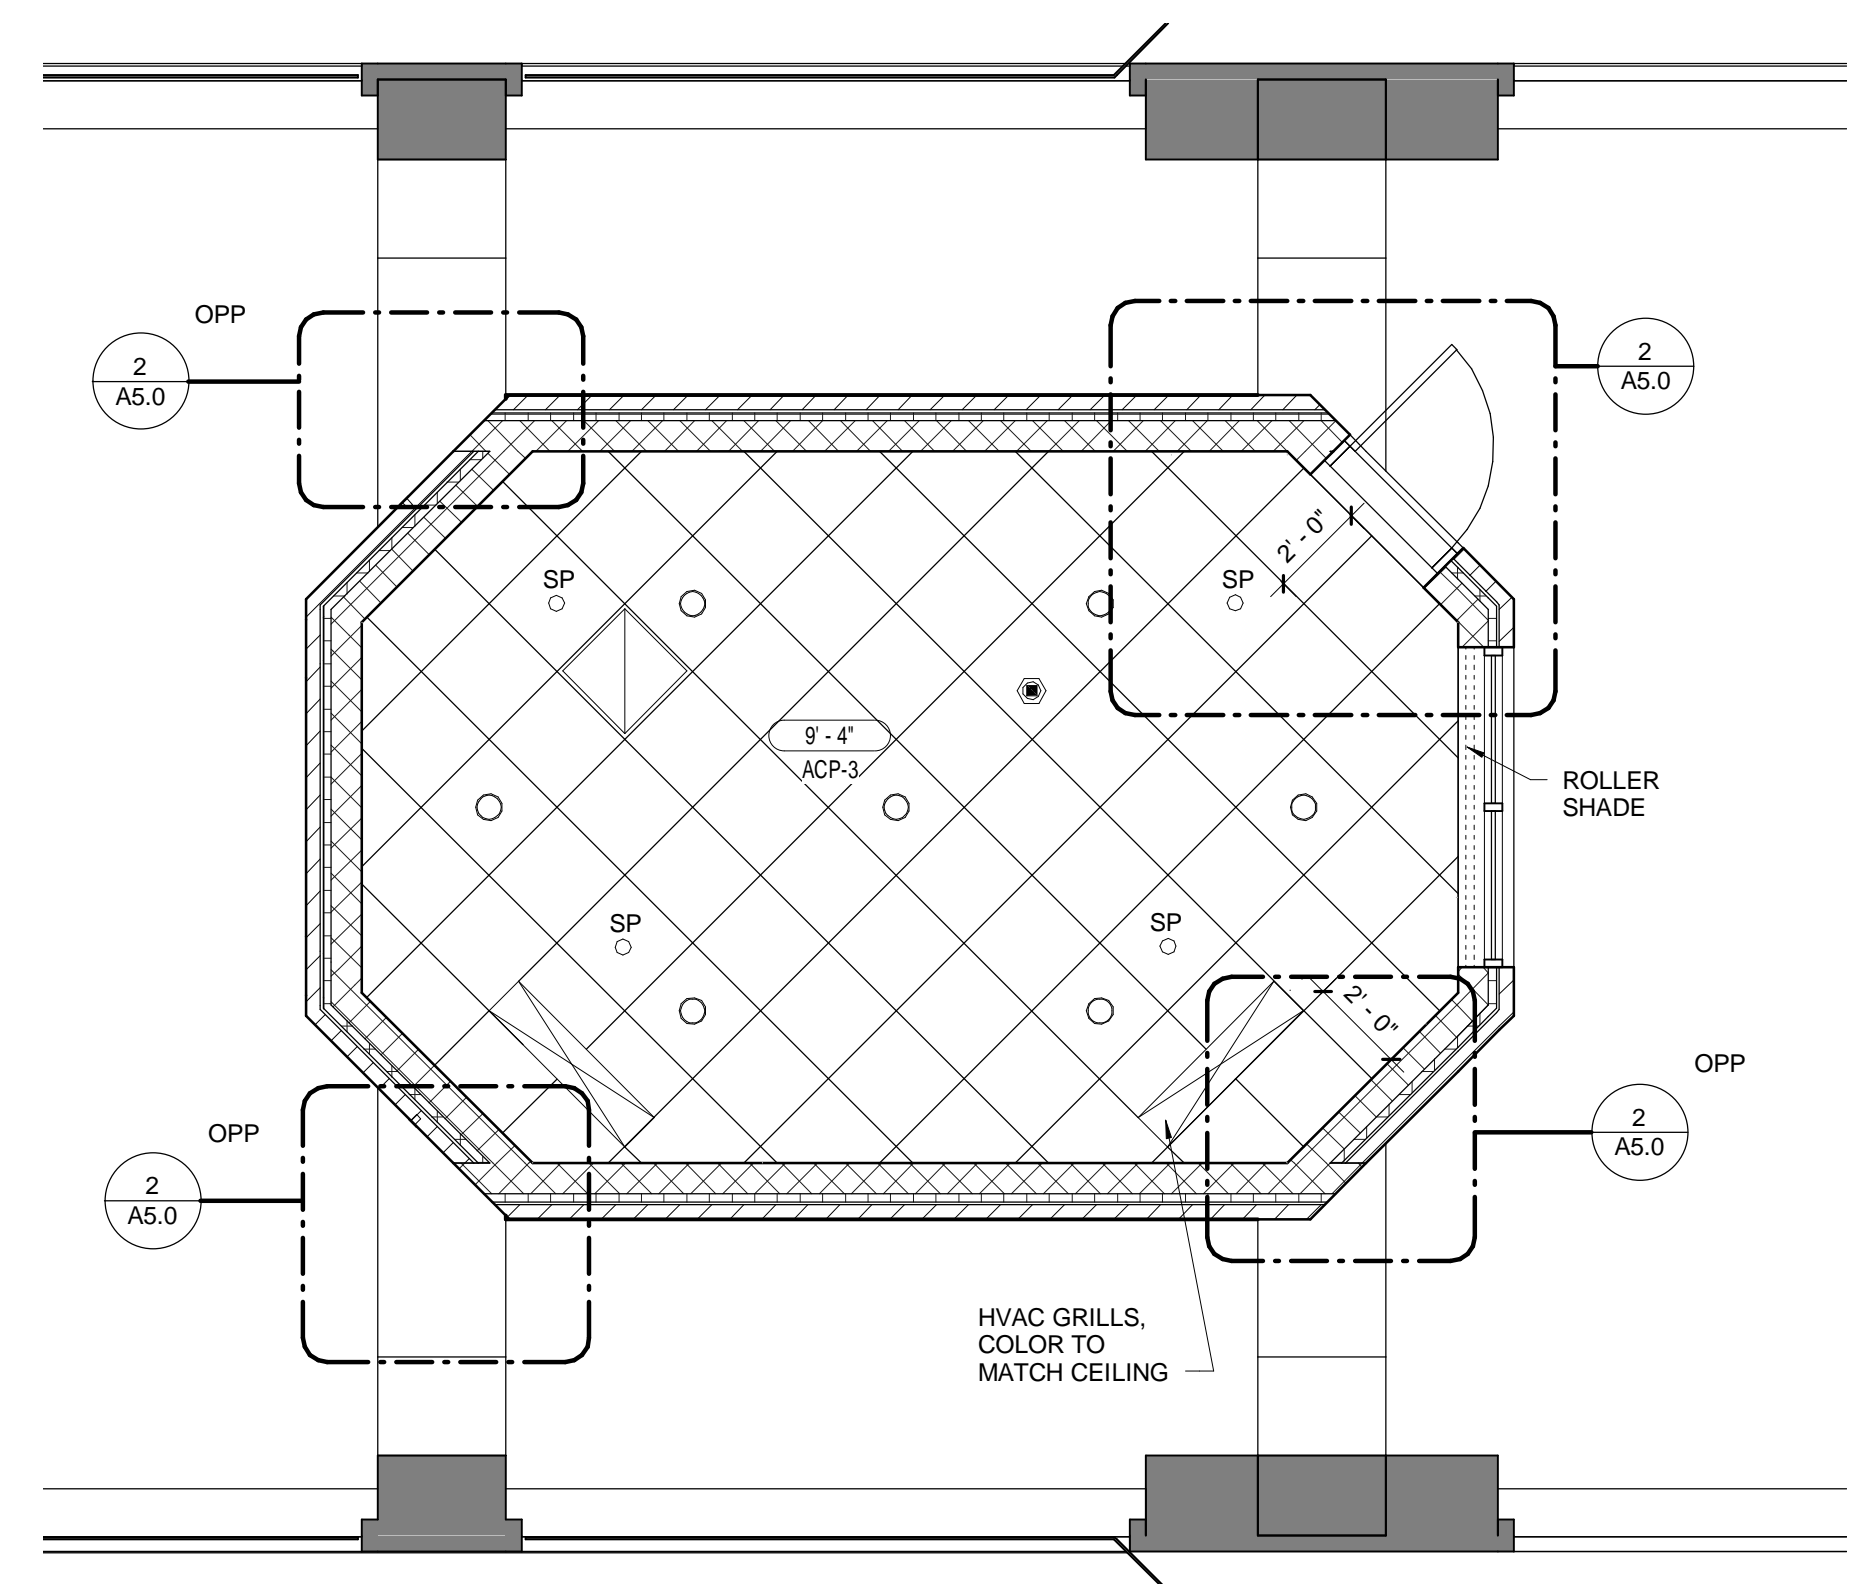 OPP
2
A5.0
2
A5.0
2' - 0"
SP
SP
9' - 4"
ACP-3
ROLLER
SHADE
SP
SP
2' - 0"
OPP
2
A5.0
OPP
2
A5.0
HVAC GRILLS,
COLOR TO
MATCH CEILING